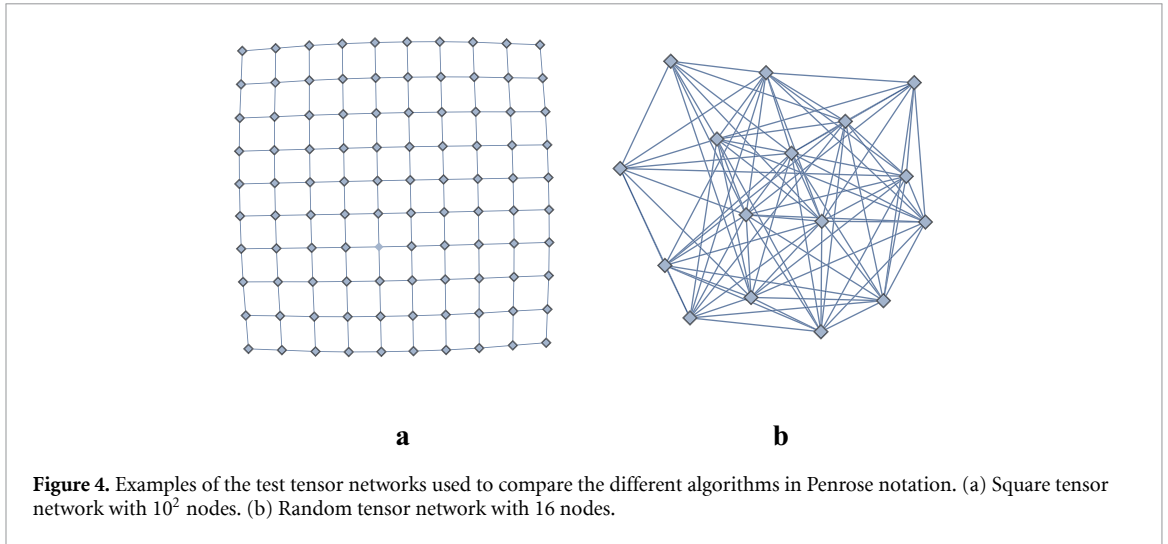 a
b
Figure 4. Examples of the test tensor networks used to compare the different algorithms in Penrose notation. (a) Square tensor
network with 10² nodes. (b) Random tensor network with 16 nodes.